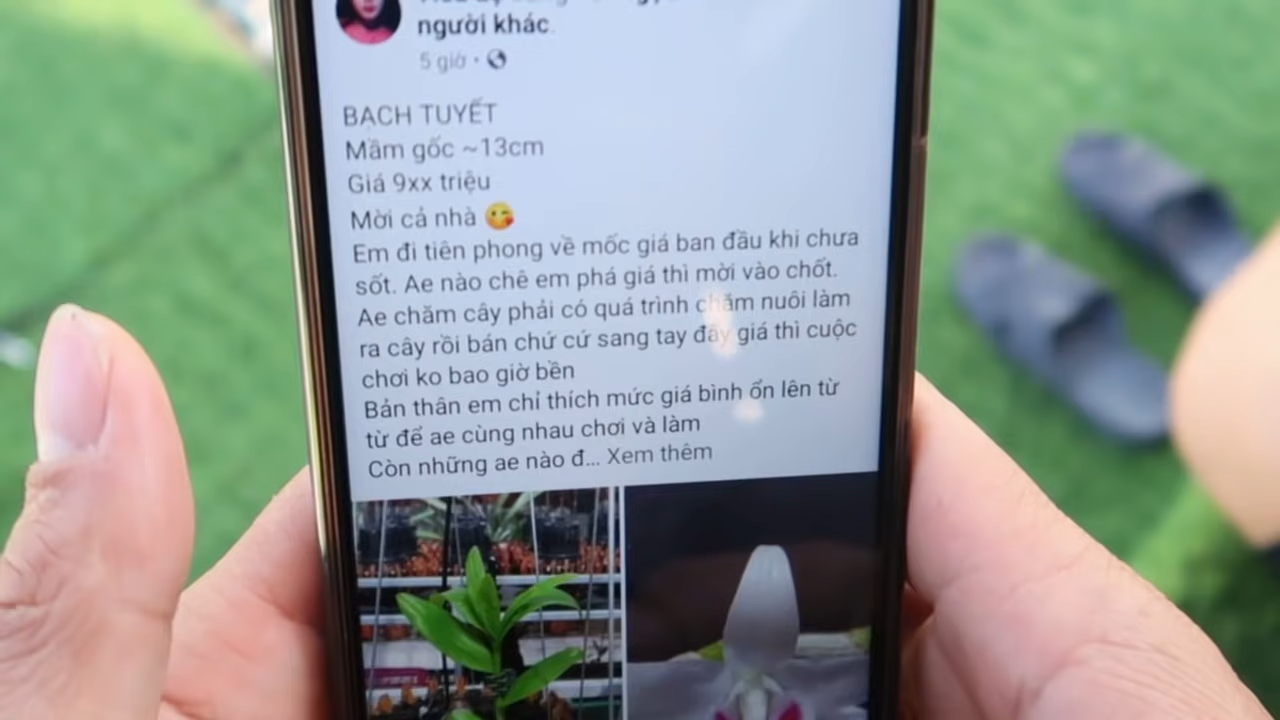 người khác
5 giờ ·
BẠCH TUYẾT
Mầm gốc ~13cm
Giá 9xx triệu
Mời cả nhà 😋
Em đi tiên phong về mốc giá ban đầu khi chưa
sốt. Ae nào chê em phá giá thì mời vào chốt.
Ae chăm cây phải có quá trình chăm nuôi làm
ra cây rồi bán chứ cứ sang tay đẩy giá thì cuộc
chơi ko bao giờ bền
Bản thân em chỉ thích mức giá bình ổn lên từ
từ để ae cùng nhau chơi và làm
Còn những ae nào đ... Xem thêm